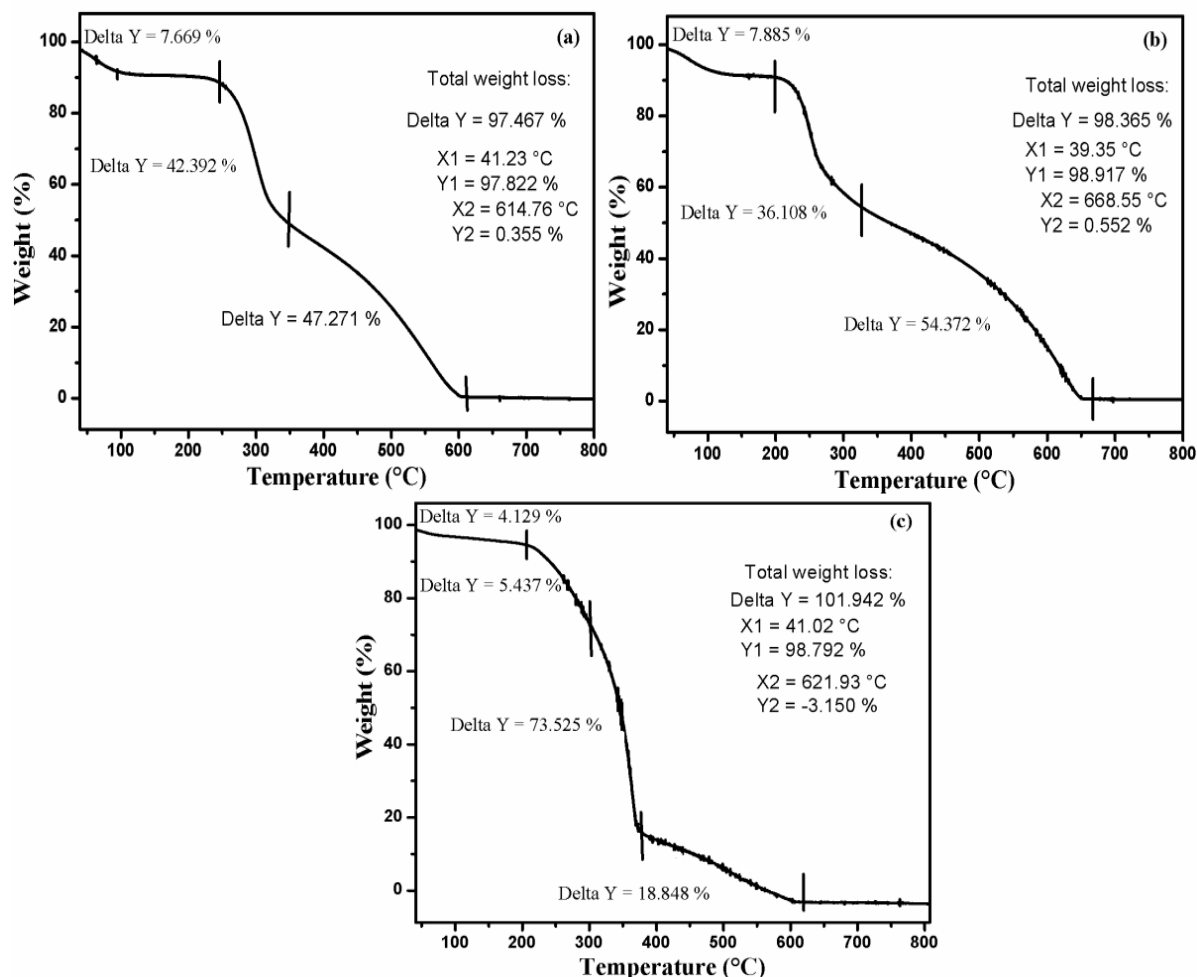 (a)
Delta Y = 7.669 %
Total weight loss:
Delta Y = 97.467 %
Delta Y = 42.392 %
X1 = 41.23 °C
Y1 = 97.822 %
X2 = 614.76 °C
Y2 = 0.355 %
Delta Y = 47.271 %
Weight (%)
100
80
60
40
20
0
100 200 300 400 500 600 700 800
Temperature (°C)
(b)
Delta Y = 7.885 %
Total weight loss:
Delta Y = 98.365 %
X1 = 39.35 °C
Y1 = 98.917 %
X2 = 668.55 °C
Y2 = 0.552 %
Delta Y = 36.108 %
Delta Y = 54.372 %
Weight (%)
100
80
60
40
20
0
100 200 300 400 500 600 700 800
Temperature (°C)
(c)
Delta Y = 4.129 %
Delta Y = 5.437 %
Total weight loss:
Delta Y = 101.942 %
X1 = 41.02 °C
Y1 = 98.792 %
X2 = 621.93 °C
Y2 = -3.150 %
Delta Y = 73.525 %
Delta Y = 18.848 %
Weight (%)
100
80
60
40
20
0
100 200 300 400 500 600 700 800
Temperature (°C)